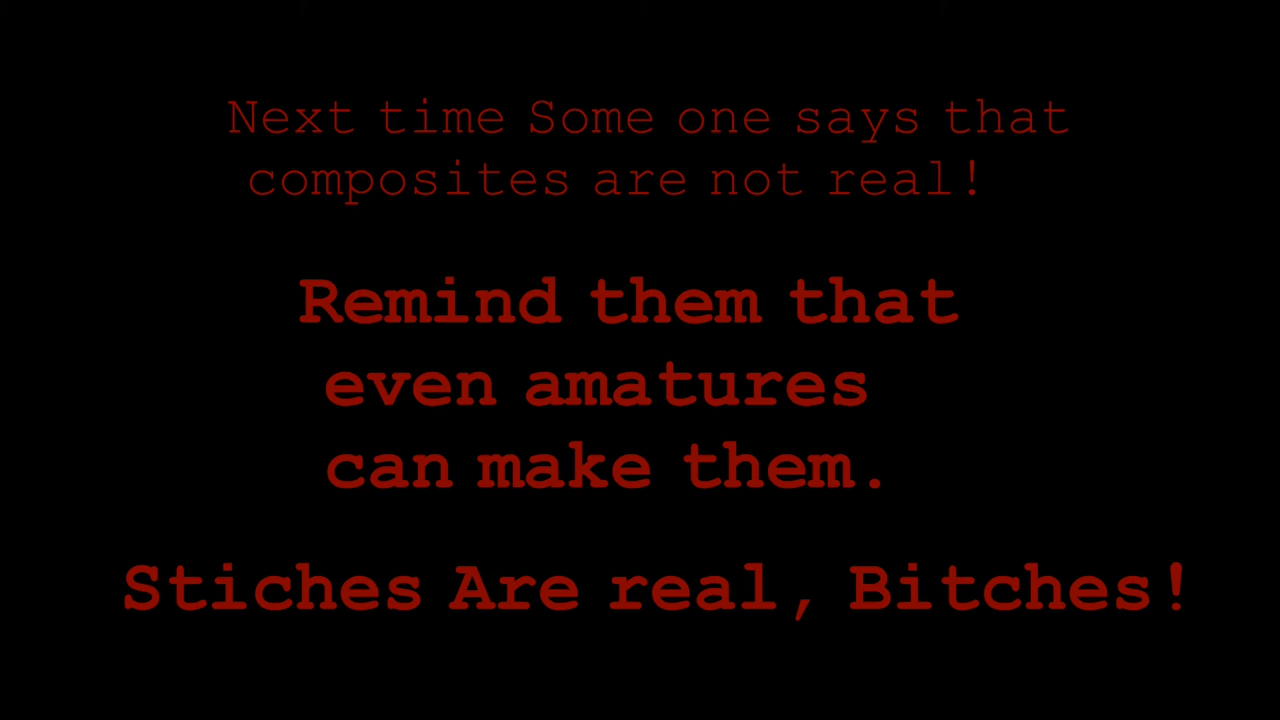 Next time Some one says that
composites are not real!
Remind them that
even amatures
can make them.
Stiches Are real, Bitches!